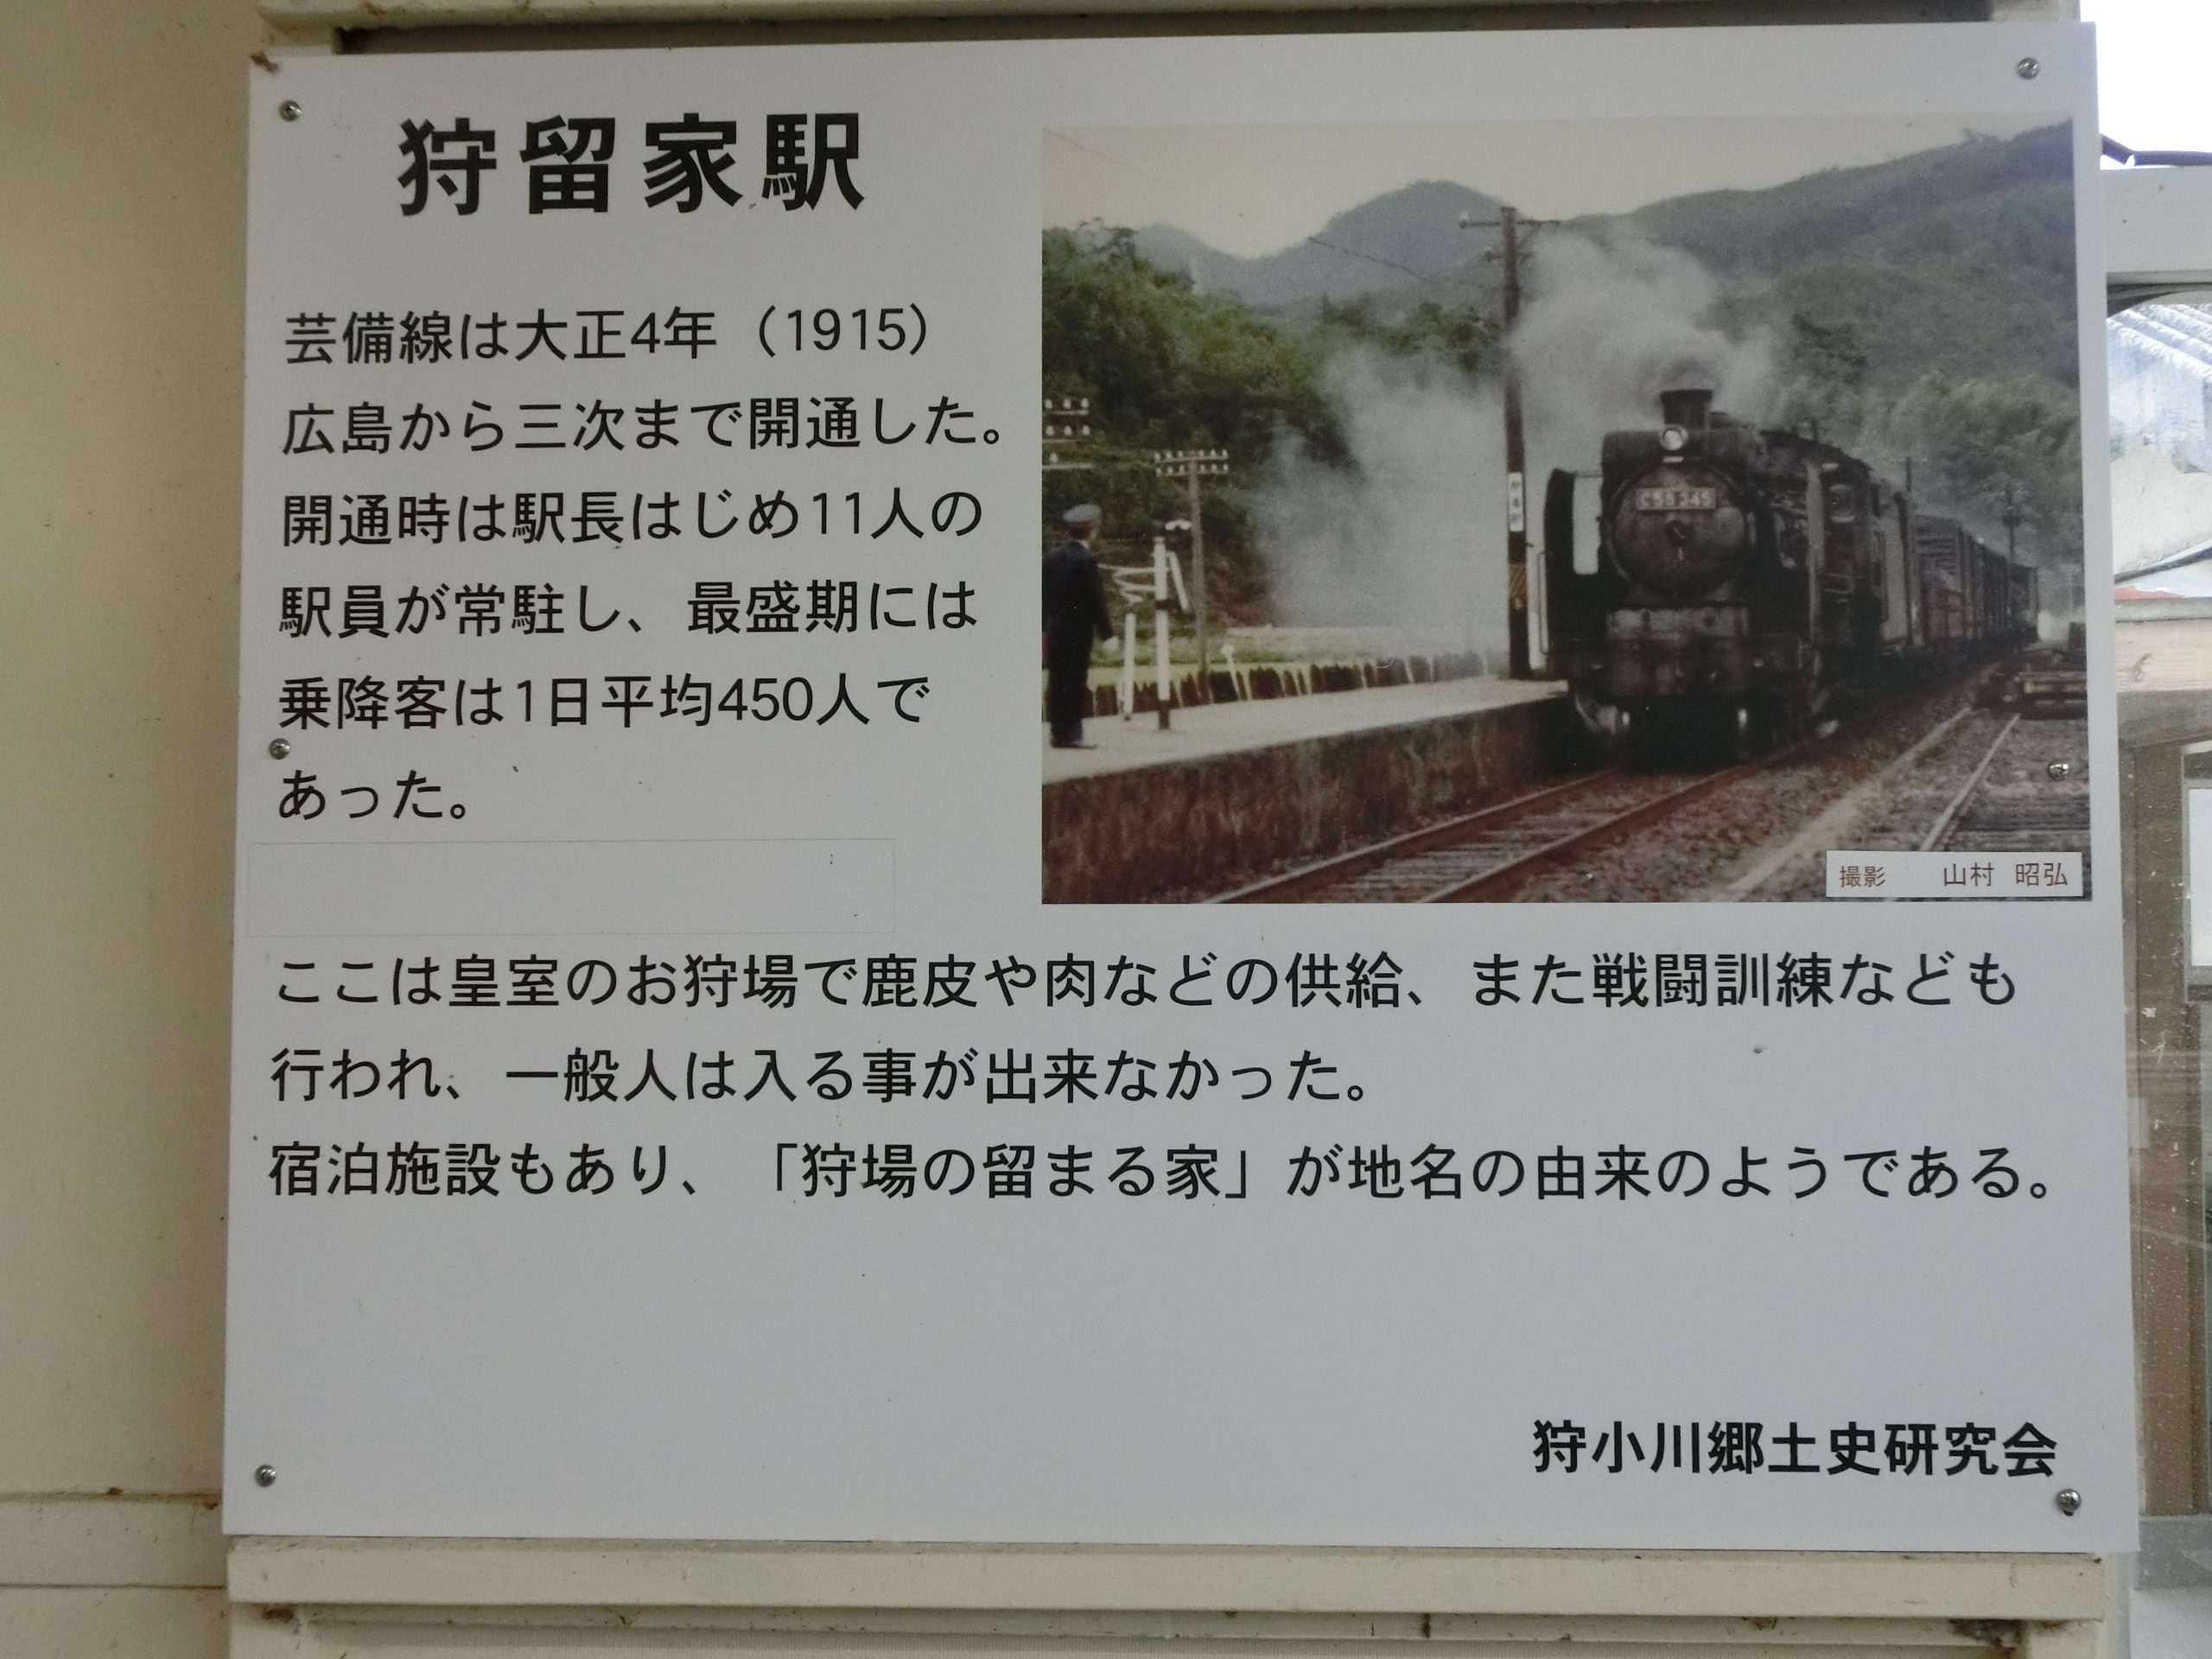 狩留家駅
芸備線は大正4年（1915）
広島から三次まで開通した。
開通時は駅長はじめ11人の
駅員が常駐し、最盛期には
乗降客は1日平均450人で
あった。
撮影　山村 昭弘
ここは皇室のお狩場で鹿皮や肉などの供給、また戦闘訓練なども
行われ、一般人は入る事が出来なかった。
宿泊施設もあり、「狩場の留まる家」が地名の由来のようである。
狩小川郷土史研究会